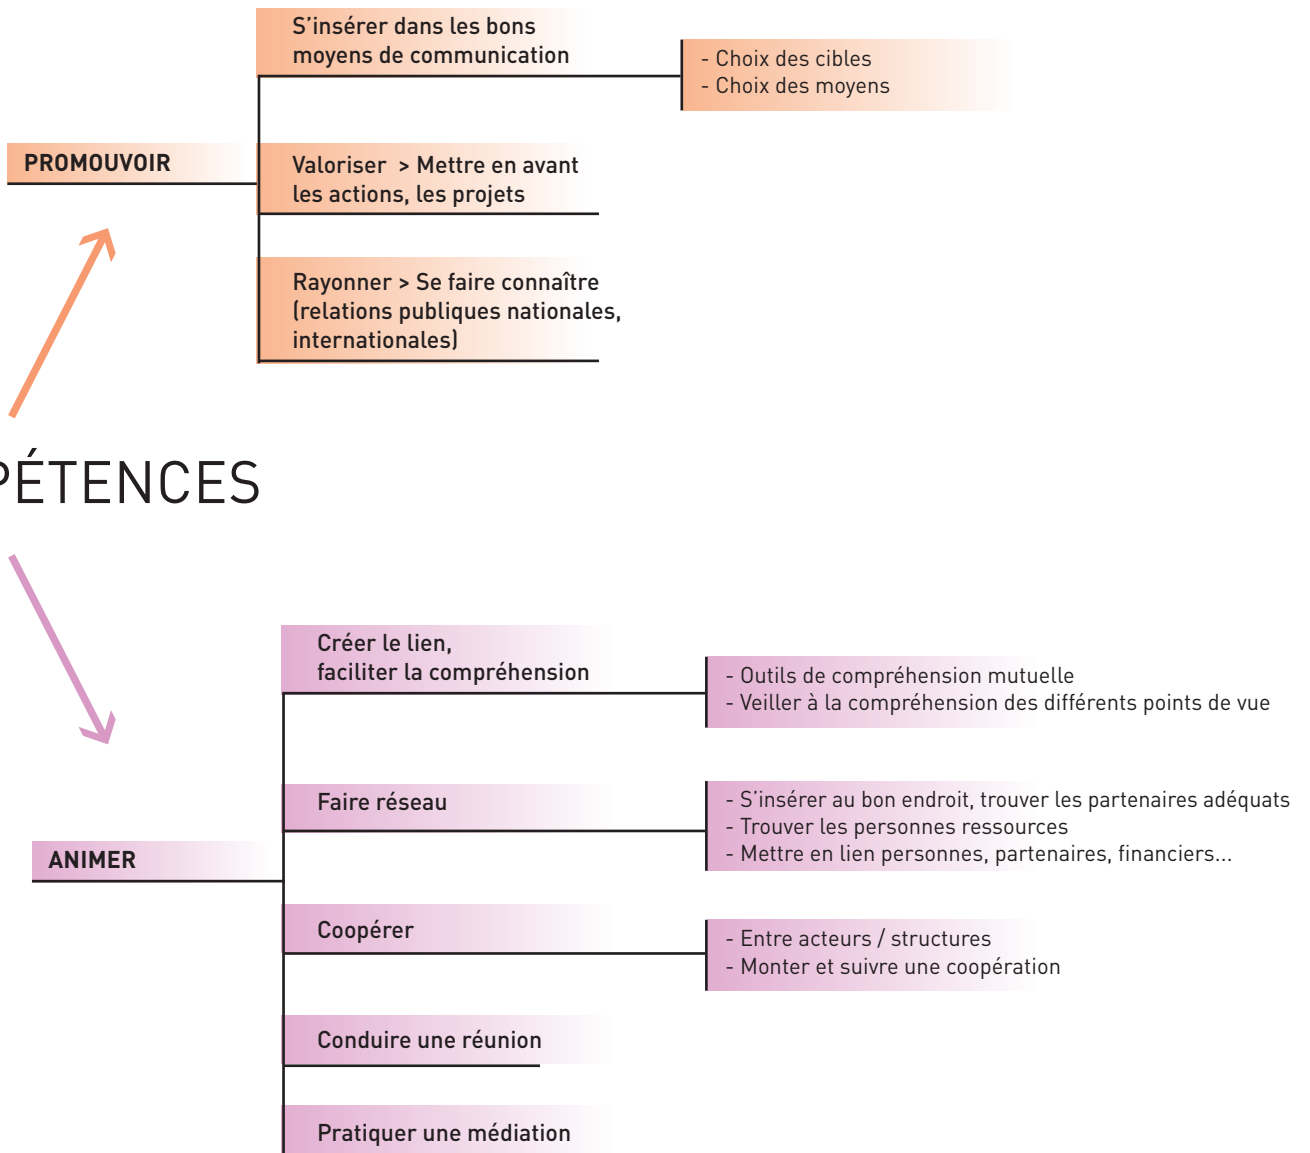 S'insérer dans les bons
moyens de communication
- Choix des cibles
- Choix des moyens
PROMOUVOIR
Valoriser > Mettre en avant
les actions, les projets
Rayonner > Se faire connaître
(relations publiques nationales,
internationales)
PÉTENCES
Créer le lien,
faciliter la compréhension
- Outils de compréhension mutuelle
- Veiller à la compréhension des différents points de vue
Faire réseau
- S'insérer au bon endroit, trouver les partenaires adéquats
- Trouver les personnes ressources
- Mettre en lien personnes, partenaires, financiers...
ANIMER
Coopérer
- Entre acteurs / structures
- Monter et suivre une coopération
Conduire une réunion
Pratiquer une médiation